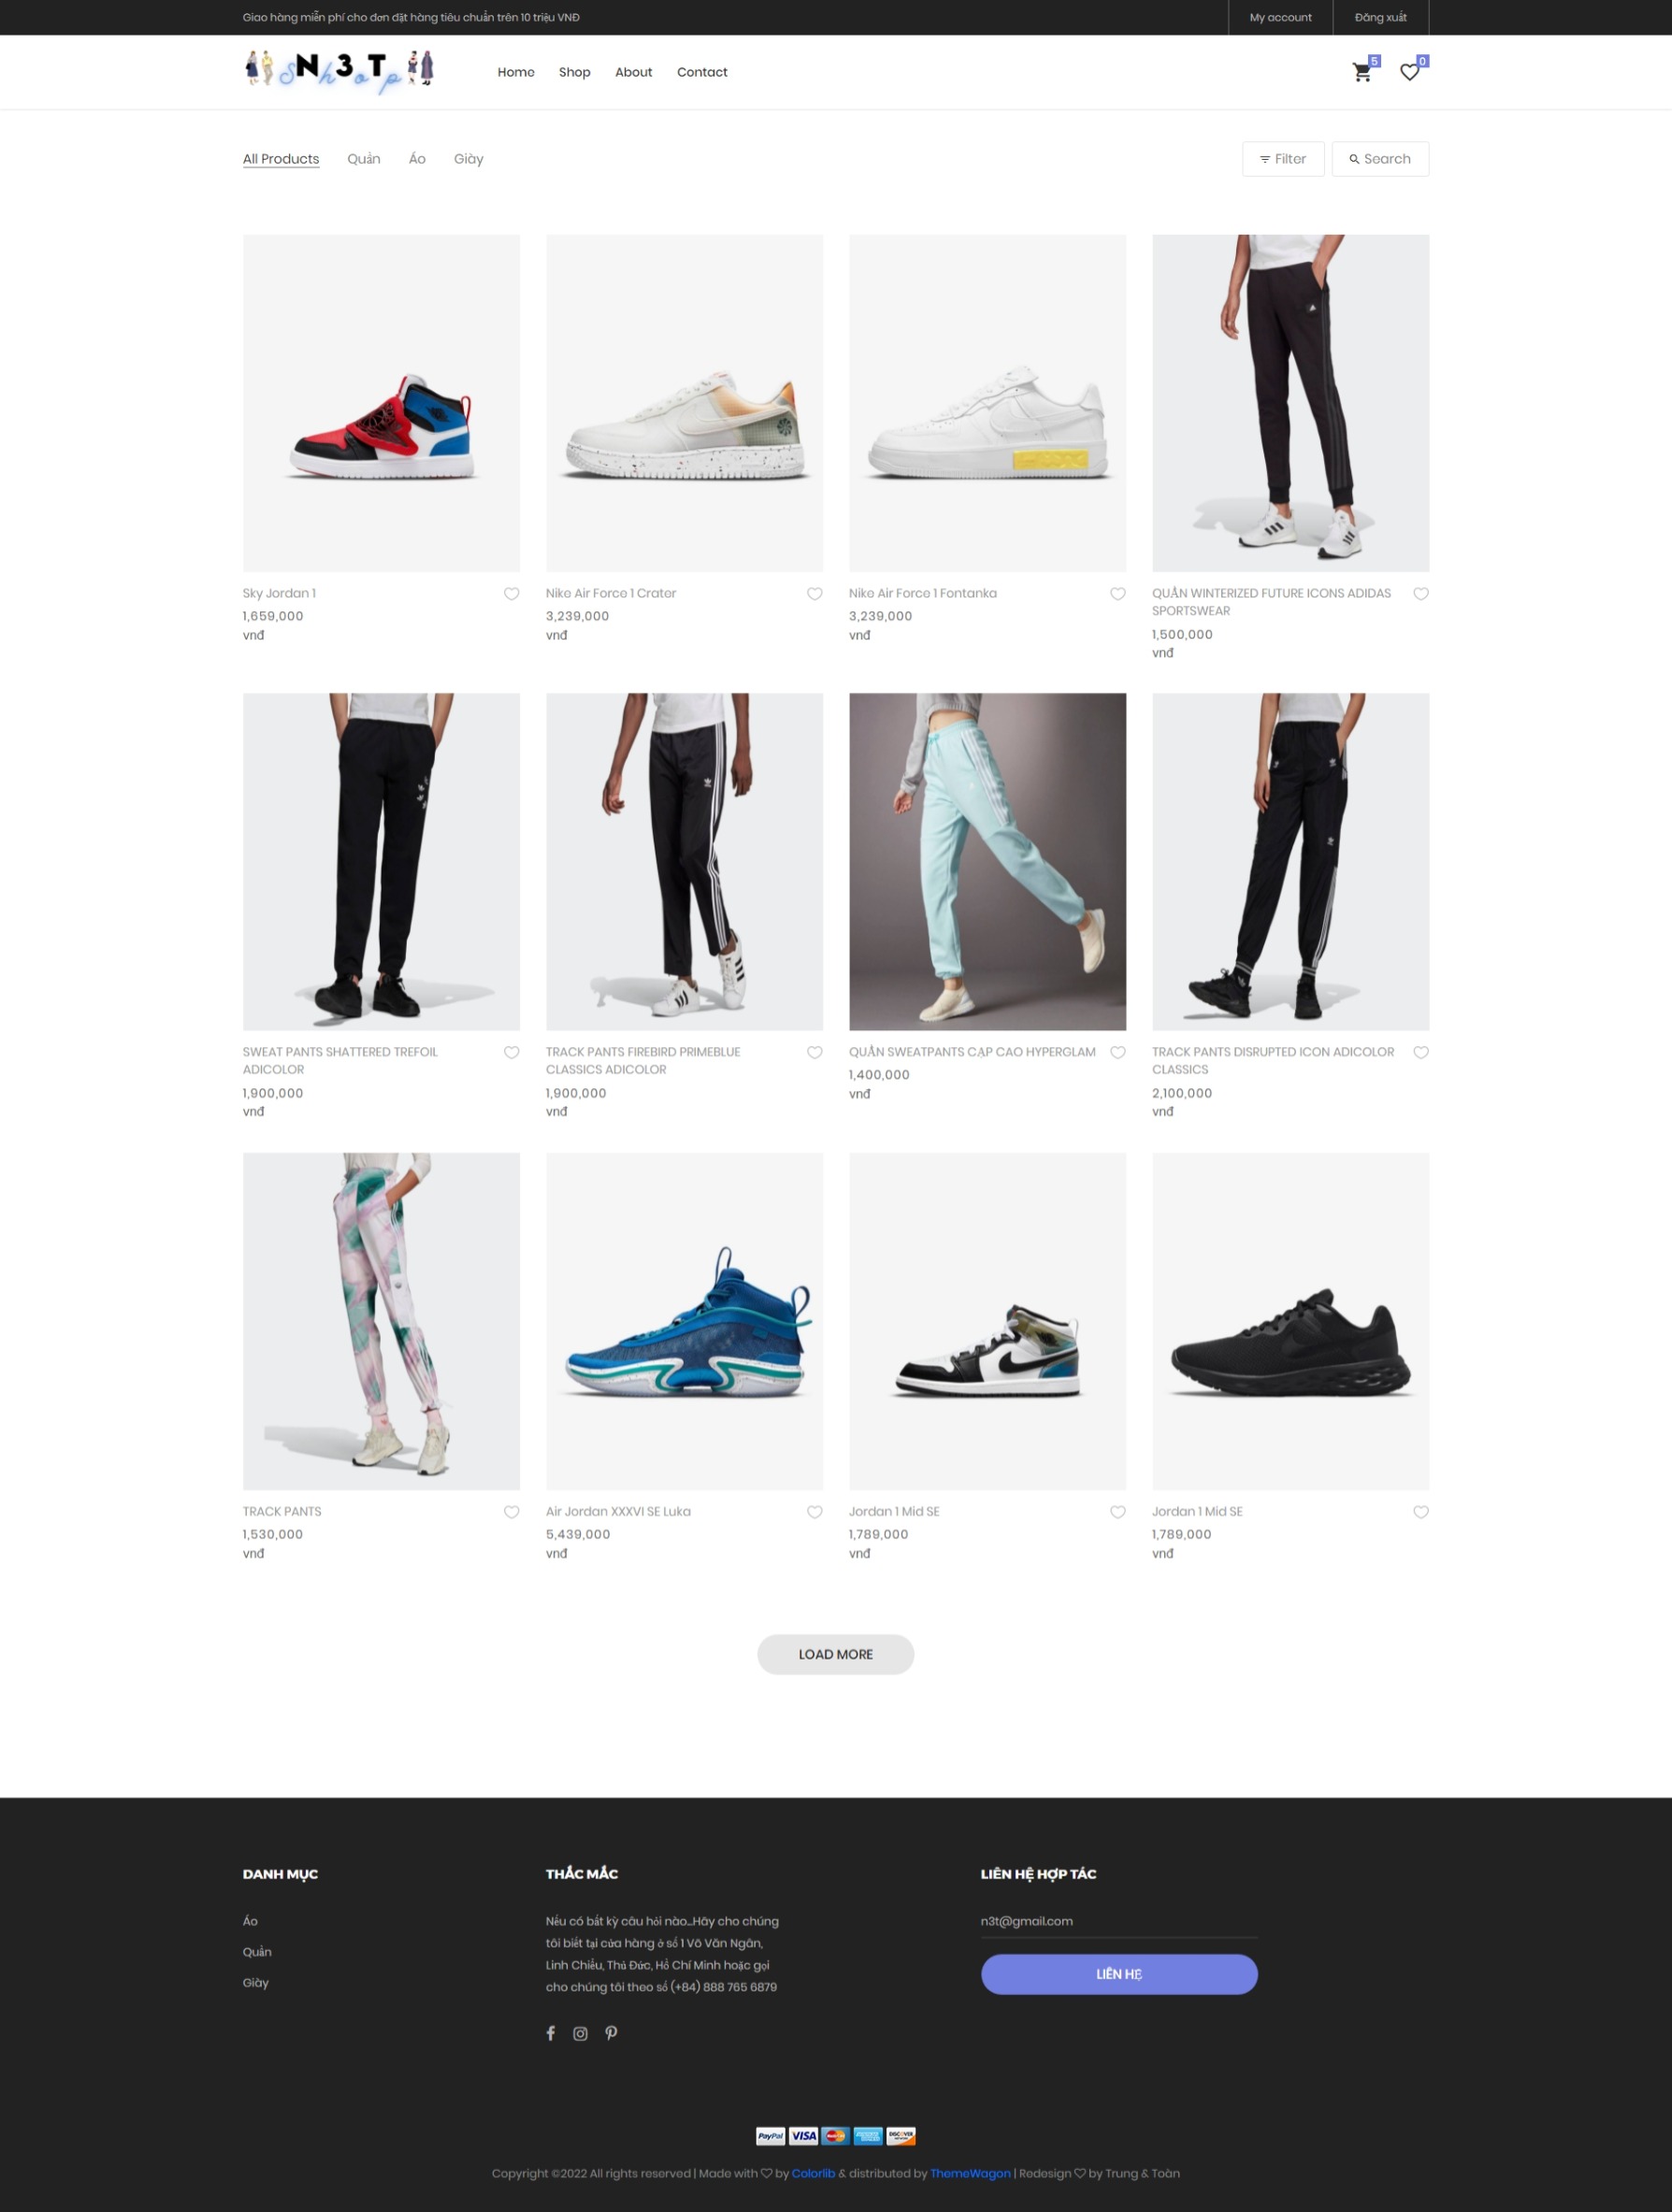 Giao hàng miễn phí cho đơn đặt hàng tiêu chuẩn trên 10 triệu VNĐ
My account
Đăng xuất
N3T
Shop
Home
Shop
About
Contact
5
0
All Products
Quần
Áo
Giày
Filter
Search
Sky Jordan 1
1,659,000
vnđ
Nike Air Force 1 Crater
3,239,000
vnđ
Nike Air Force 1 Fontanka
3,239,000
vnđ
QUẦN WINTERIZED FUTURE ICONS ADIDAS
SPORTSWEAR
1,500,000
vnđ
SWEAT PANTS SHATTERED TREFOIL
ADICOLOR
1,900,000
vnđ
TRACK PANTS FIREBIRD PRIMEBLUE
CLASSICS ADICOLOR
1,900,000
vnđ
QUẦN SWEATPANTS CẠP CAO HYPERGLAM
1,400,000
vnđ
TRACK PANTS DISRUPTED ICON ADICOLOR
CLASSICS
2,100,000
vnđ
TRACK PANTS
1,530,000
vnđ
Air Jordan XXXVI SE Luka
5,439,000
vnđ
Jordan 1 Mid SE
1,789,000
vnđ
Jordan 1 Mid SE
1,789,000
vnđ
LOAD MORE
DANH MỤC
Áo
Quần
Giày
THẮC MẮC
Nếu có bất kỳ câu hỏi nào...Hãy cho chúng
tôi biết tại cửa hàng ở số 1 Võ Văn Ngân,
Linh Chiểu, Thủ Đức, Hồ Chí Minh hoặc gọi
cho chúng tôi theo số (+84) 888 765 6879
LIÊN HỆ HỢP TÁC
n3t@gmail.com
LIÊN HỆ
PayPal
VISA
MasterCard
DISCOVER
Copyright ©2022 All rights reserved | Made with ♡ by Colorlib & distributed by ThemeWagon | Redesign ♡ by Trung & Toàn